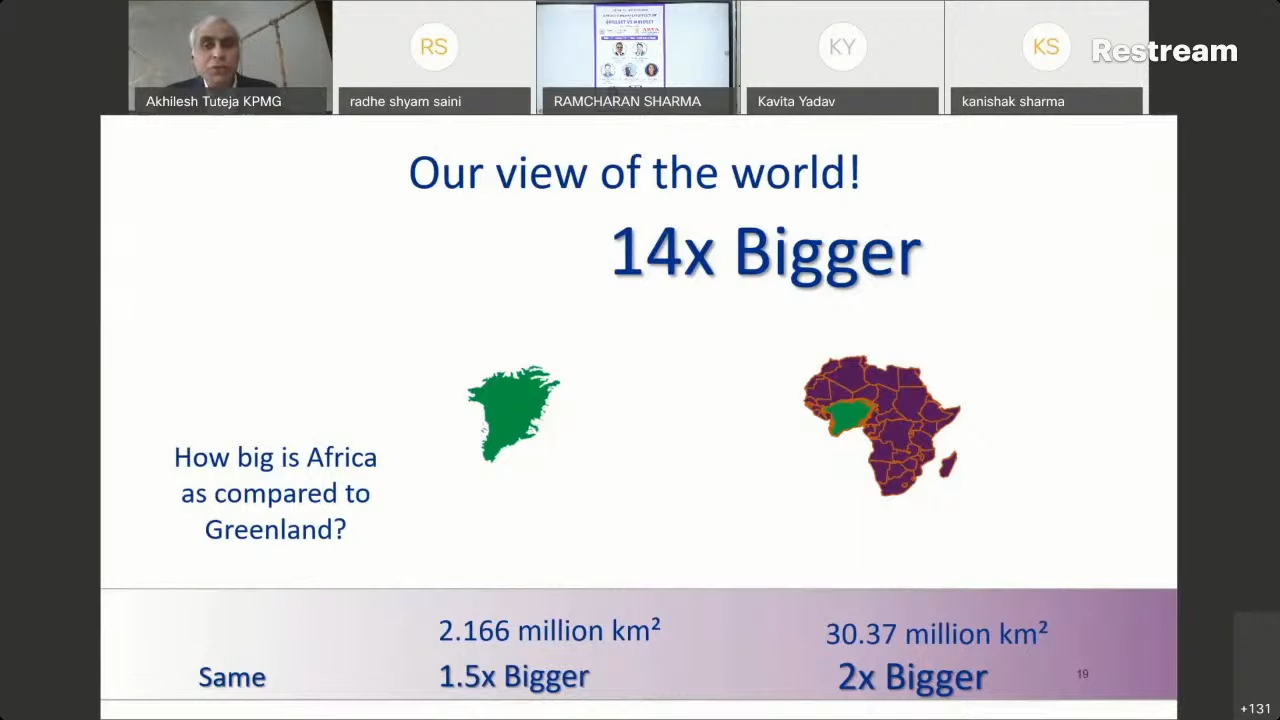 RS
KY
KS
Restream
Akhilesh Tuteja KPMG
radhe shyam saini
RAMCHARAN SHARMA
Kavita Yadav
kanishak sharma
Our view of the world!
14x Bigger
How big is Africa
as compared to
Greenland?
2.166 million km²
30.37 million km²
Same
1.5x Bigger
2x Bigger
19
+131